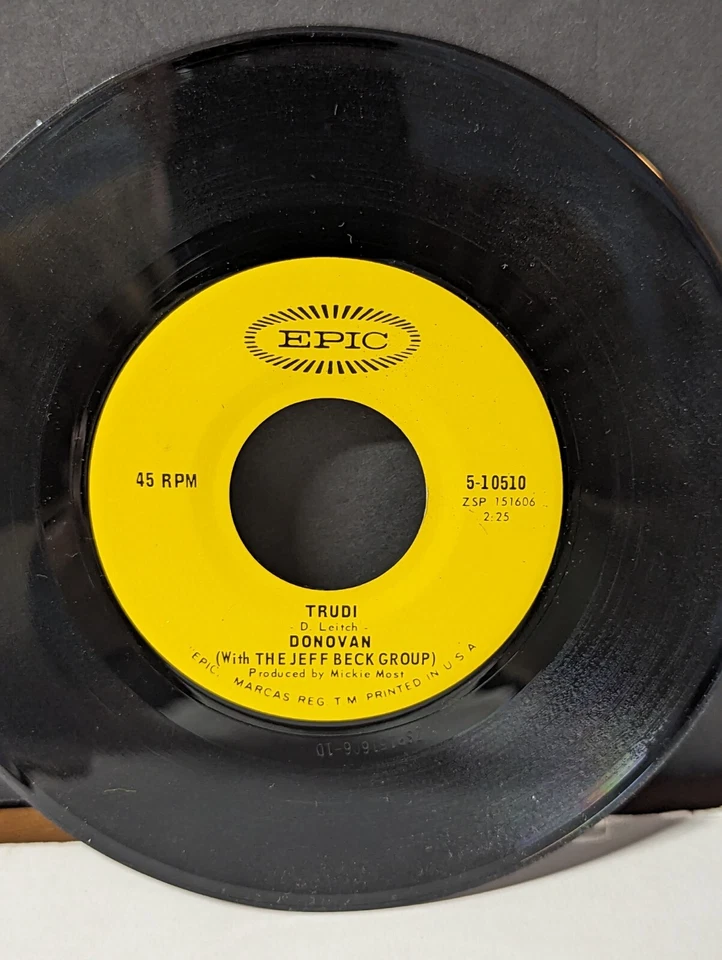 EPIC
45 RPM
5-10510
ZSP 151606
2:25
TRUDI
- D. Leitch -
DONOVAN
(With THE JEFF BECK GROUP)
Produced by Mickie Most
"EPIC," MARCAS REG. T M PRINTED IN U S A